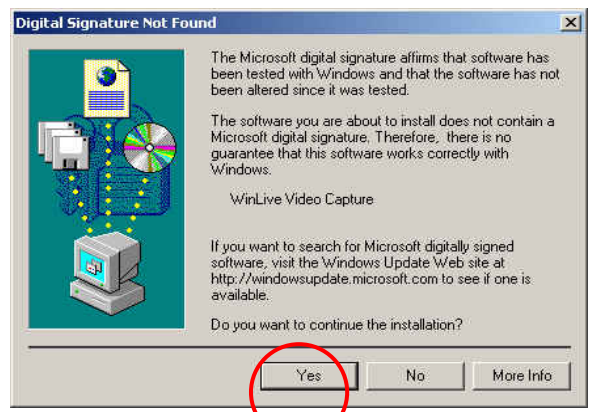 Digital Signature Not Found
The Microsoft digital signature affirms that software has
been tested with Windows and that the software has not
been altered since it was tested.
The software you are about to install does not contain a
Microsoft digital signature. Therefore, there is no
guarantee that this software works correctly with
Windows.
WinLive Video Capture
If you want to search for Microsoft digitally signed
software, visit the Windows Update Web site at
http://windowsupdate.microsoft.com to see if one is
available.
Do you want to continue the installation?
Yes No More Info